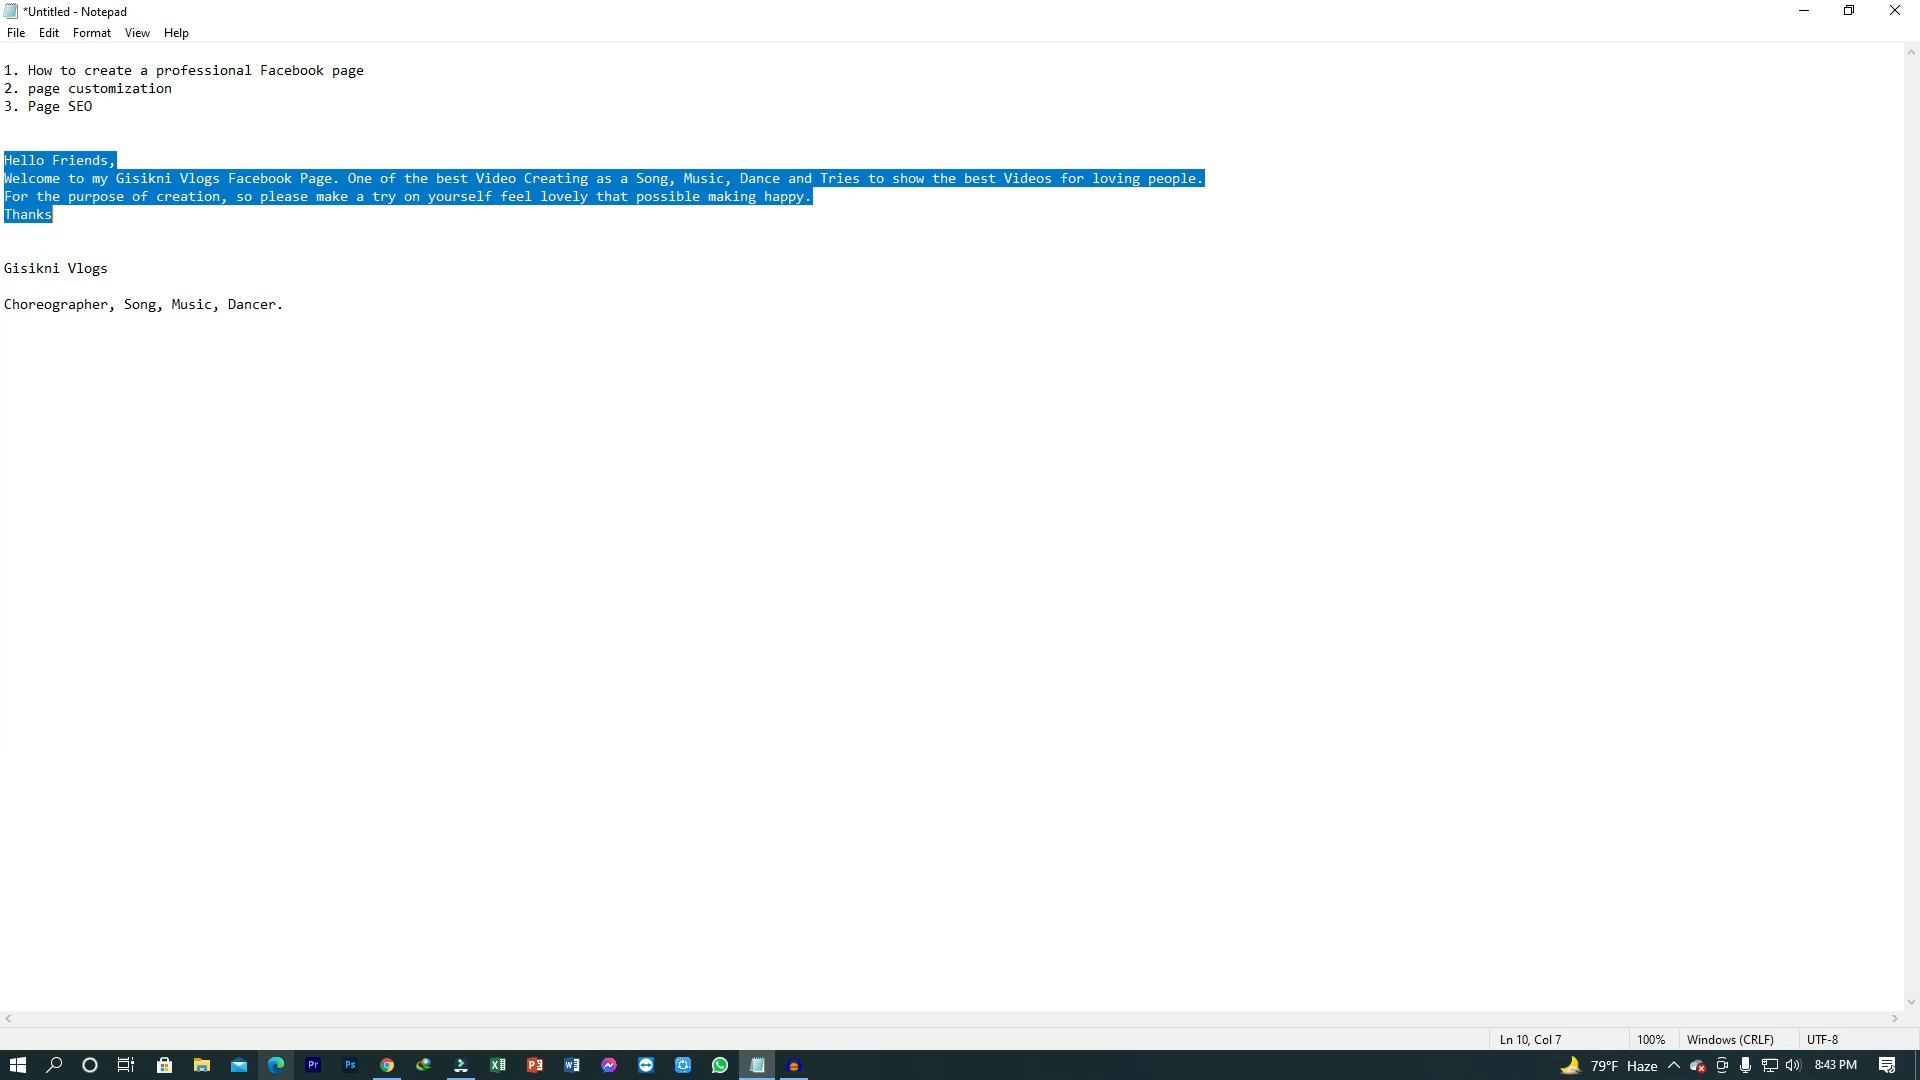 *Untitled - Notepad
File Edit Format View Help
1. How to create a professional Facebook page
2. page customization
3. Page SEO
Hello Friends,
Welcome to my Gisikni Vlogs Facebook Page. One of the best Video Creating as a Song, Music, Dance and Tries to show the best Videos for loving people.
For the purpose of creation, so please make a try on yourself feel lovely that possible making happy.
Thanks
Gisikni Vlogs
Choreographer, Song, Music, Dancer.
Ln 10, Col 7 100% Windows (CRLF) UTF-8
Pr Ps 79°F Haze 8:43 PM